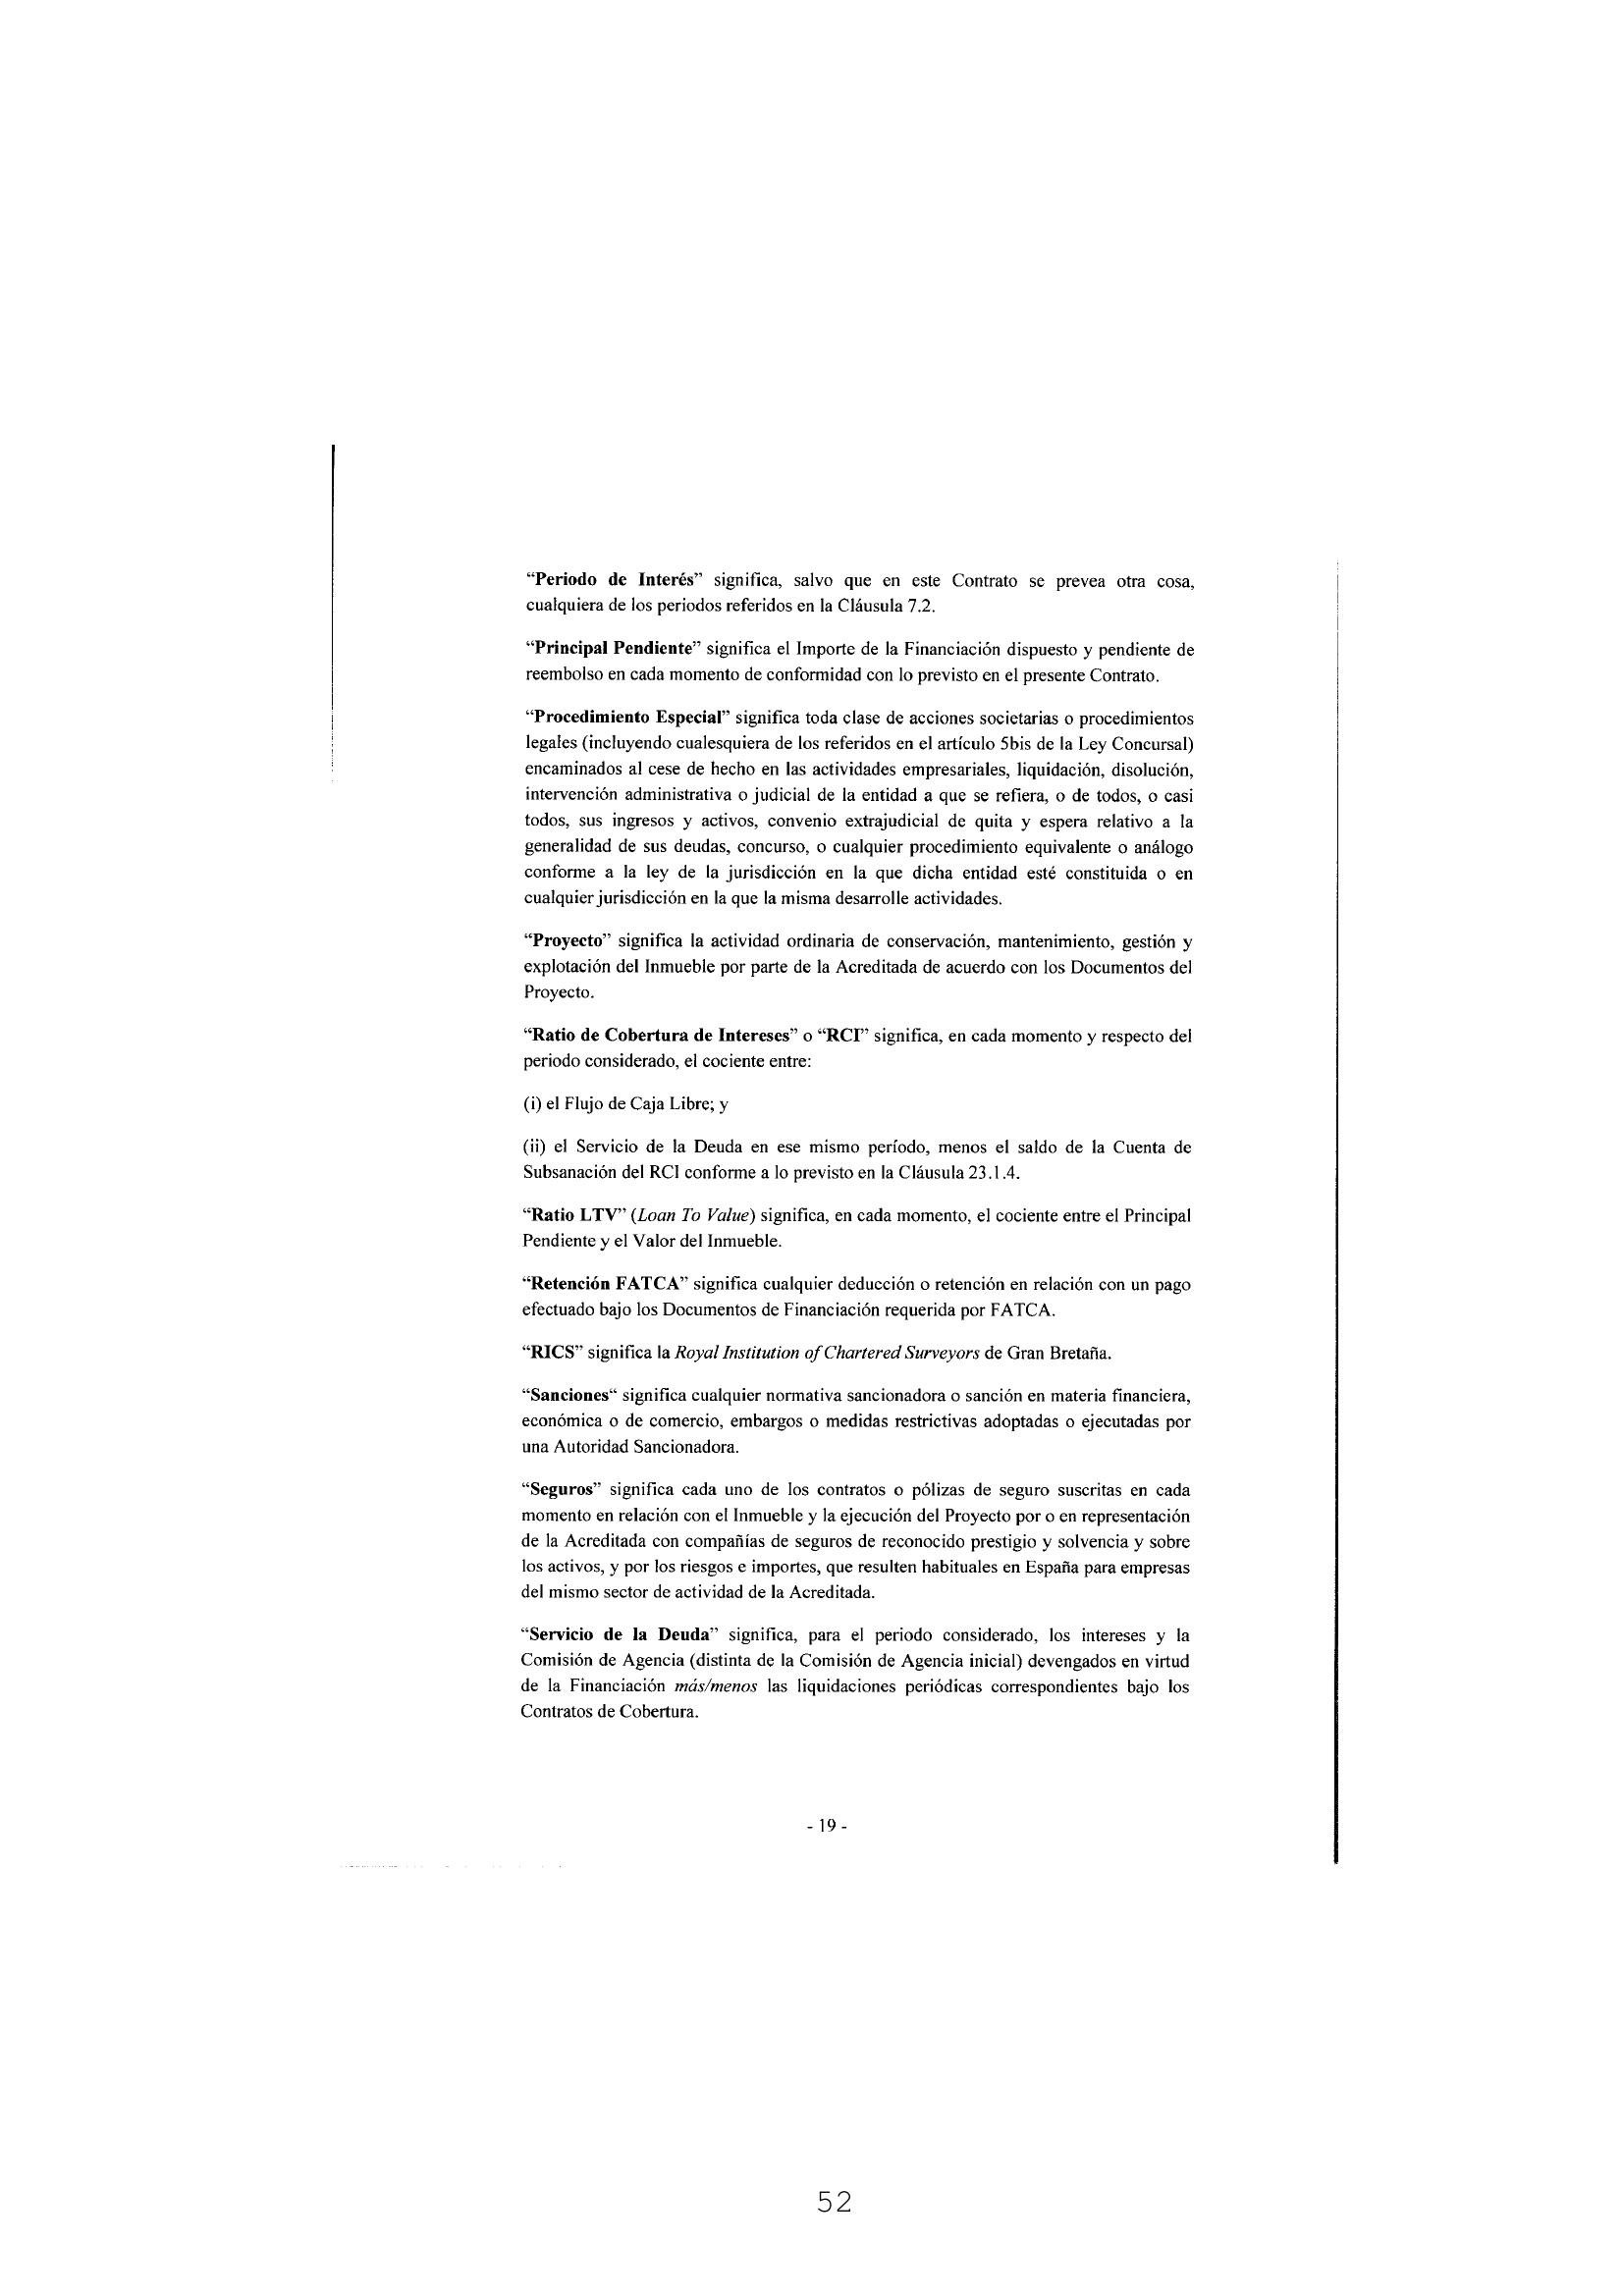 “Periodo de Interés” significa, salvo que en este Contrato se prevea otra cosa,
cualquiera de los periodos referidos en la Cláusula 7.2.
“Principal Pendiente” significa el Importe de la Financiación dispuesto y pendiente de
reembolso en cada momento de conformidad con lo previsto en el presente Contrato.
“Procedimiento Especial” significa toda clase de acciones societarias o procedimientos
legales (incluyendo cualesquiera de los referidos en el artículo 5bis de la Ley Concursal)
encaminados al cese de hecho en las actividades empresariales, liquidación, disolución,
intervención administrativa o judicial de la entidad a que se refiera, o de todos, o casi
todos, sus ingresos y activos, convenio extrajudicial de quita y espera relativo a la
generalidad de sus deudas, concurso, o cualquier procedimiento equivalente o análogo
conforme a la ley de la jurisdicción en la que dicha entidad esté constituida o en
cualquier jurisdicción en la que la misma desarrolle actividades.
“Proyecto” significa la actividad ordinaria de conservación, mantenimiento, gestión y
explotación del Inmueble por parte de la Acreditada de acuerdo con los Documentos del
Proyecto.
“Ratio de Cobertura de Intereses” o “RCI” significa, en cada momento y respecto del
periodo considerado, el cociente entre:
(i) el Flujo de Caja Libre; y
(ii) el Servicio de la Deuda en ese mismo período, menos el saldo de la Cuenta de
Subsanación del RCI conforme a lo previsto en la Cláusula 23.1.4.
“Ratio LTV” (Loan To Value) significa, en cada momento, el cociente entre el Principal
Pendiente y el Valor del Inmueble.
“Retención FATCA” significa cualquier deducción o retención en relación con un pago
efectuado bajo los Documentos de Financiación requerida por FATCA.
“RICS” significa la Royal Institution of Chartered Surveyors de Gran Bretaña.
“Sanciones“ significa cualquier normativa sancionadora o sanción en materia financiera,
económica o de comercio, embargos o medidas restrictivas adoptadas o ejecutadas por
una Autoridad Sancionadora.
“Seguros” significa cada uno de los contratos o pólizas de seguro suscritas en cada
momento en relación con el Inmueble y la ejecución del Proyecto por o en representación
de la Acreditada con compañías de seguros de reconocido prestigio y solvencia y sobre
los activos, y por los riesgos e importes, que resulten habituales en España para empresas
del mismo sector de actividad de la Acreditada.
“Servicio de la Deuda” significa, para el periodo considerado, los intereses y la
Comisión de Agencia (distinta de la Comisión de Agencia inicial) devengados en virtud
de la Financiación más/menos las liquidaciones periódicas correspondientes bajo los
Contratos de Cobertura.
- 19 -
52